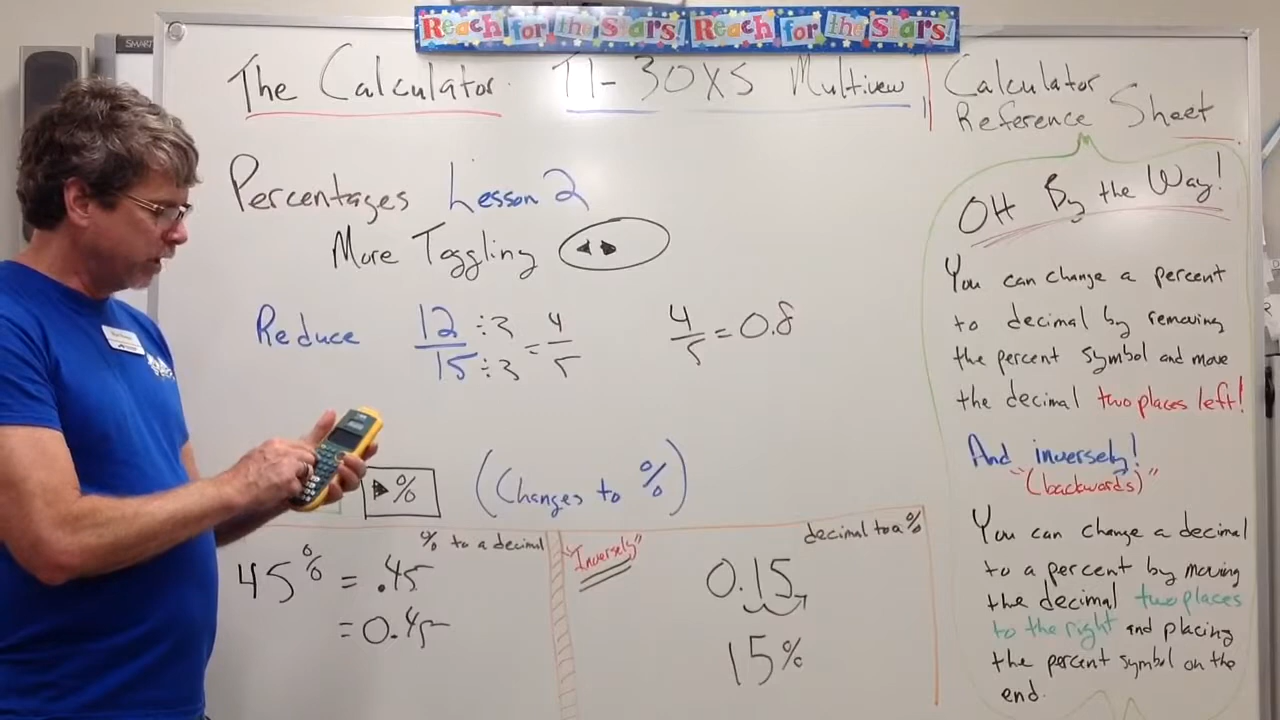 Reach for the Stars! Reach for the Stars!
SMART
The Calculator. TI-30XS Multiview
Percentages Lesson 2
More Toggling ◀ ▶
Reduce 12/15 ÷3/÷3 = 4/5 4/5 = 0.8
▶% (Changes to %)
% to a decimal
45% = .45
= 0.45
"Inversely" decimal to a %
0.15
15%
Calculator
Reference Sheet
OH By the Way!
You can change a percent
to decimal by removing
the percent symbol and move
the decimal two places left!
And inversely!
"(backwards)"
You can change a decimal
to a percent by moving
the decimal two places
to the right and placing
the percent symbol on the
end.